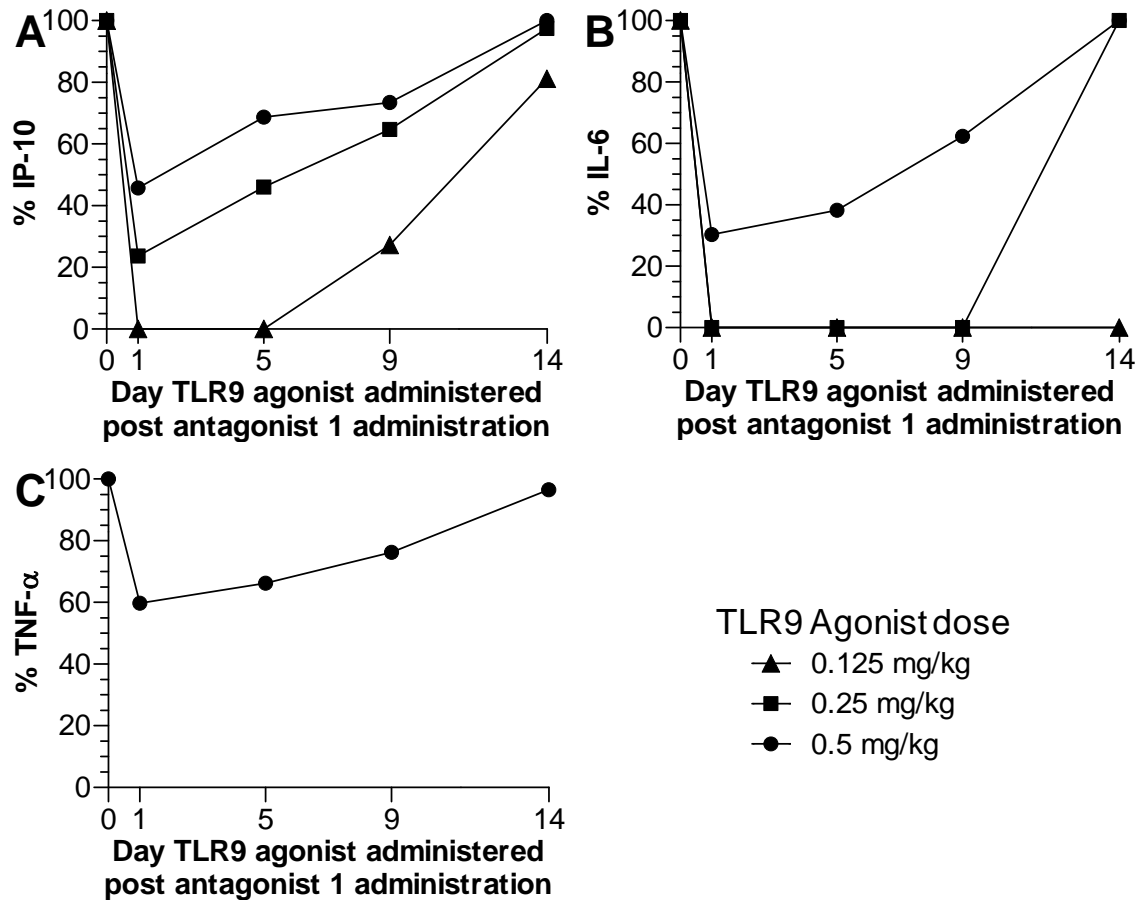 A
100
80
60
40
20
0
% IP-10
0 1 5 9 14
Day TLR9 agonist administered
post antagonist 1 administration
B
100
80
60
40
20
0
% IL-6
0 1 5 9 14
Day TLR9 agonist administered
post antagonist 1 administration
C
100
80
60
40
20
0
% TNF-α
0 1 5 9 14
Day TLR9 agonist administered
post antagonist 1 administration
TLR9 Agonist dose
0.125 mg/kg
0.25 mg/kg
0.5 mg/kg